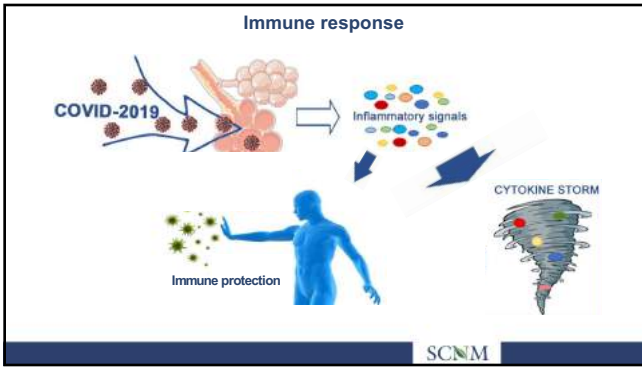 Immune response
COVID-2019
Inflammatory signals
CYTOKINE STORM
Immune protection
SCNM